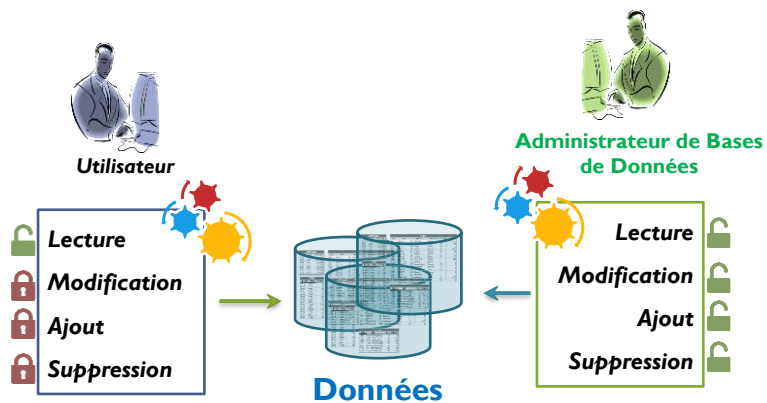 Utilisateur
Lecture
Modification
Ajout
Suppression
Données
Administrateur de Bases
de Données
Lecture
Modification
Ajout
Suppression